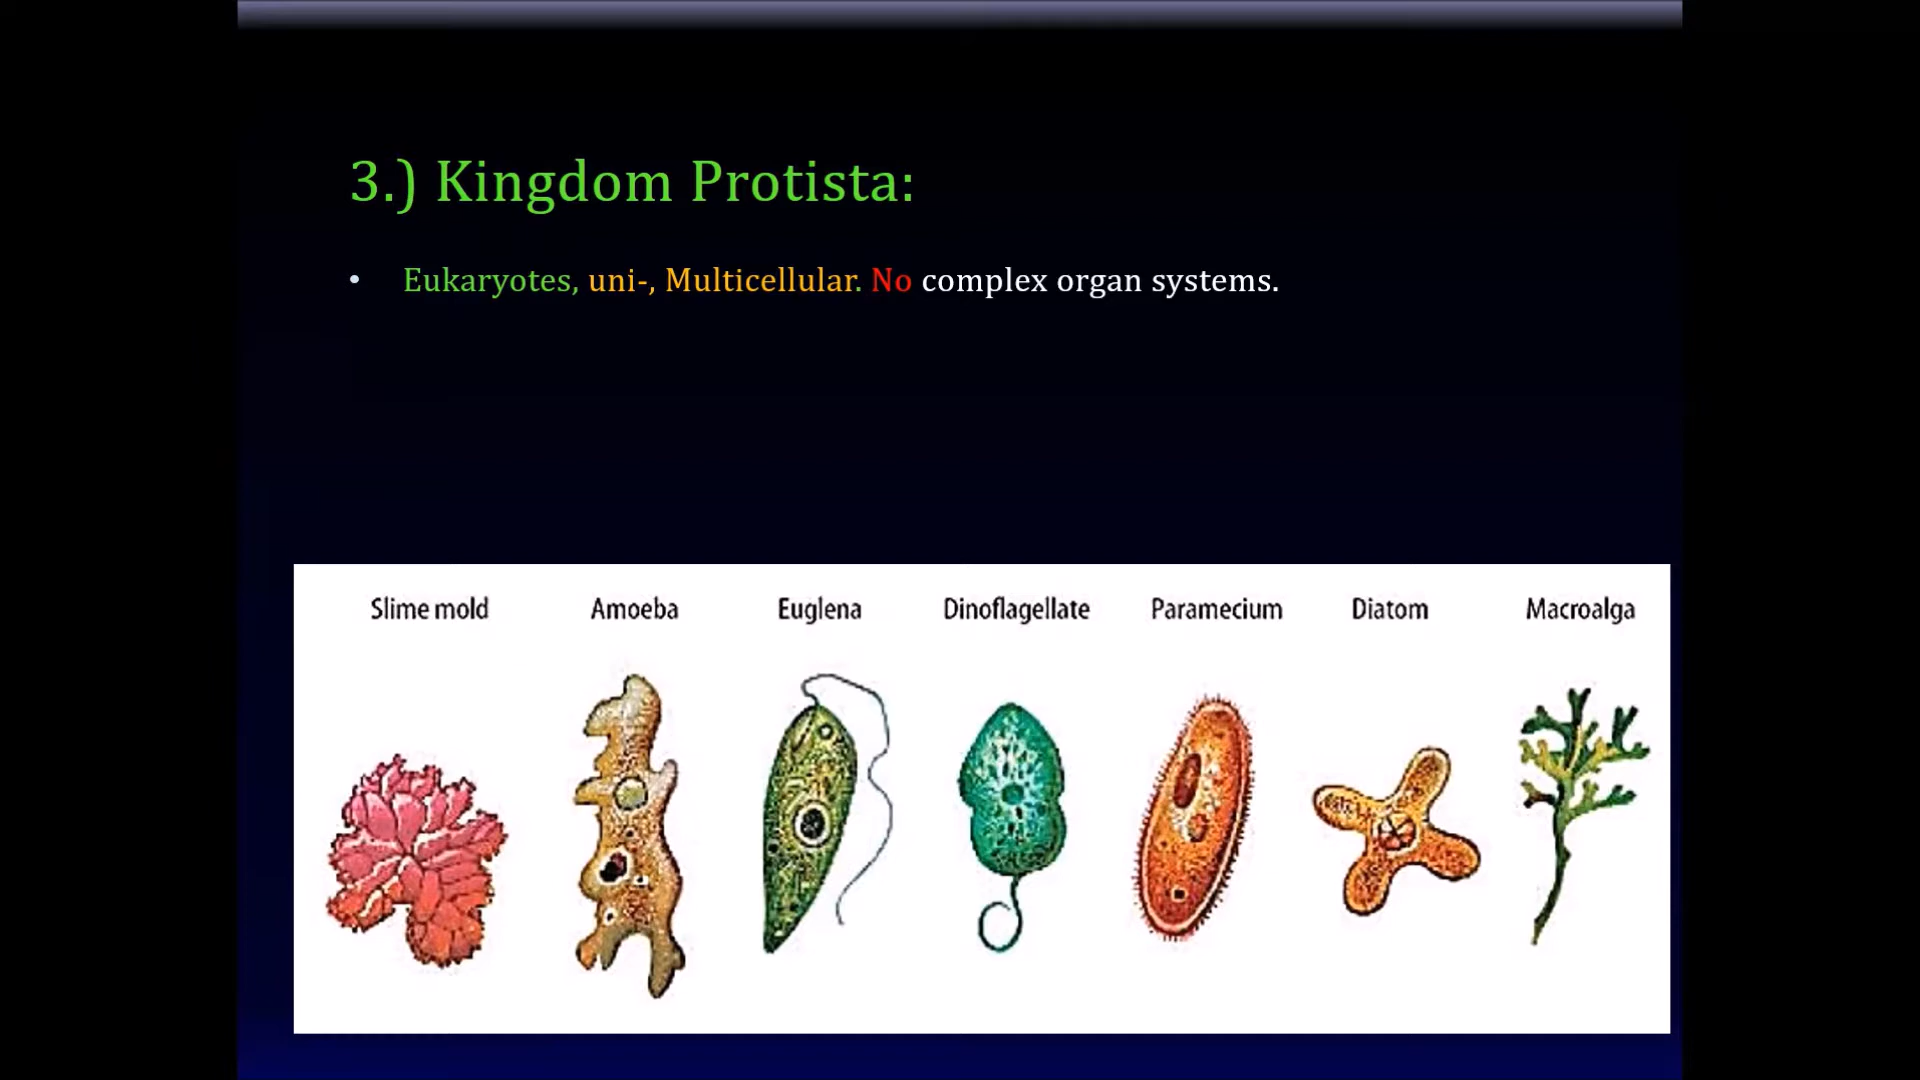 3.) Kingdom Protista:
• Eukaryotes, uni-, Multicellular. No complex organ systems.
Slime mold Amoeba Euglena Dinoflagellate Paramecium Diatom Macroalga